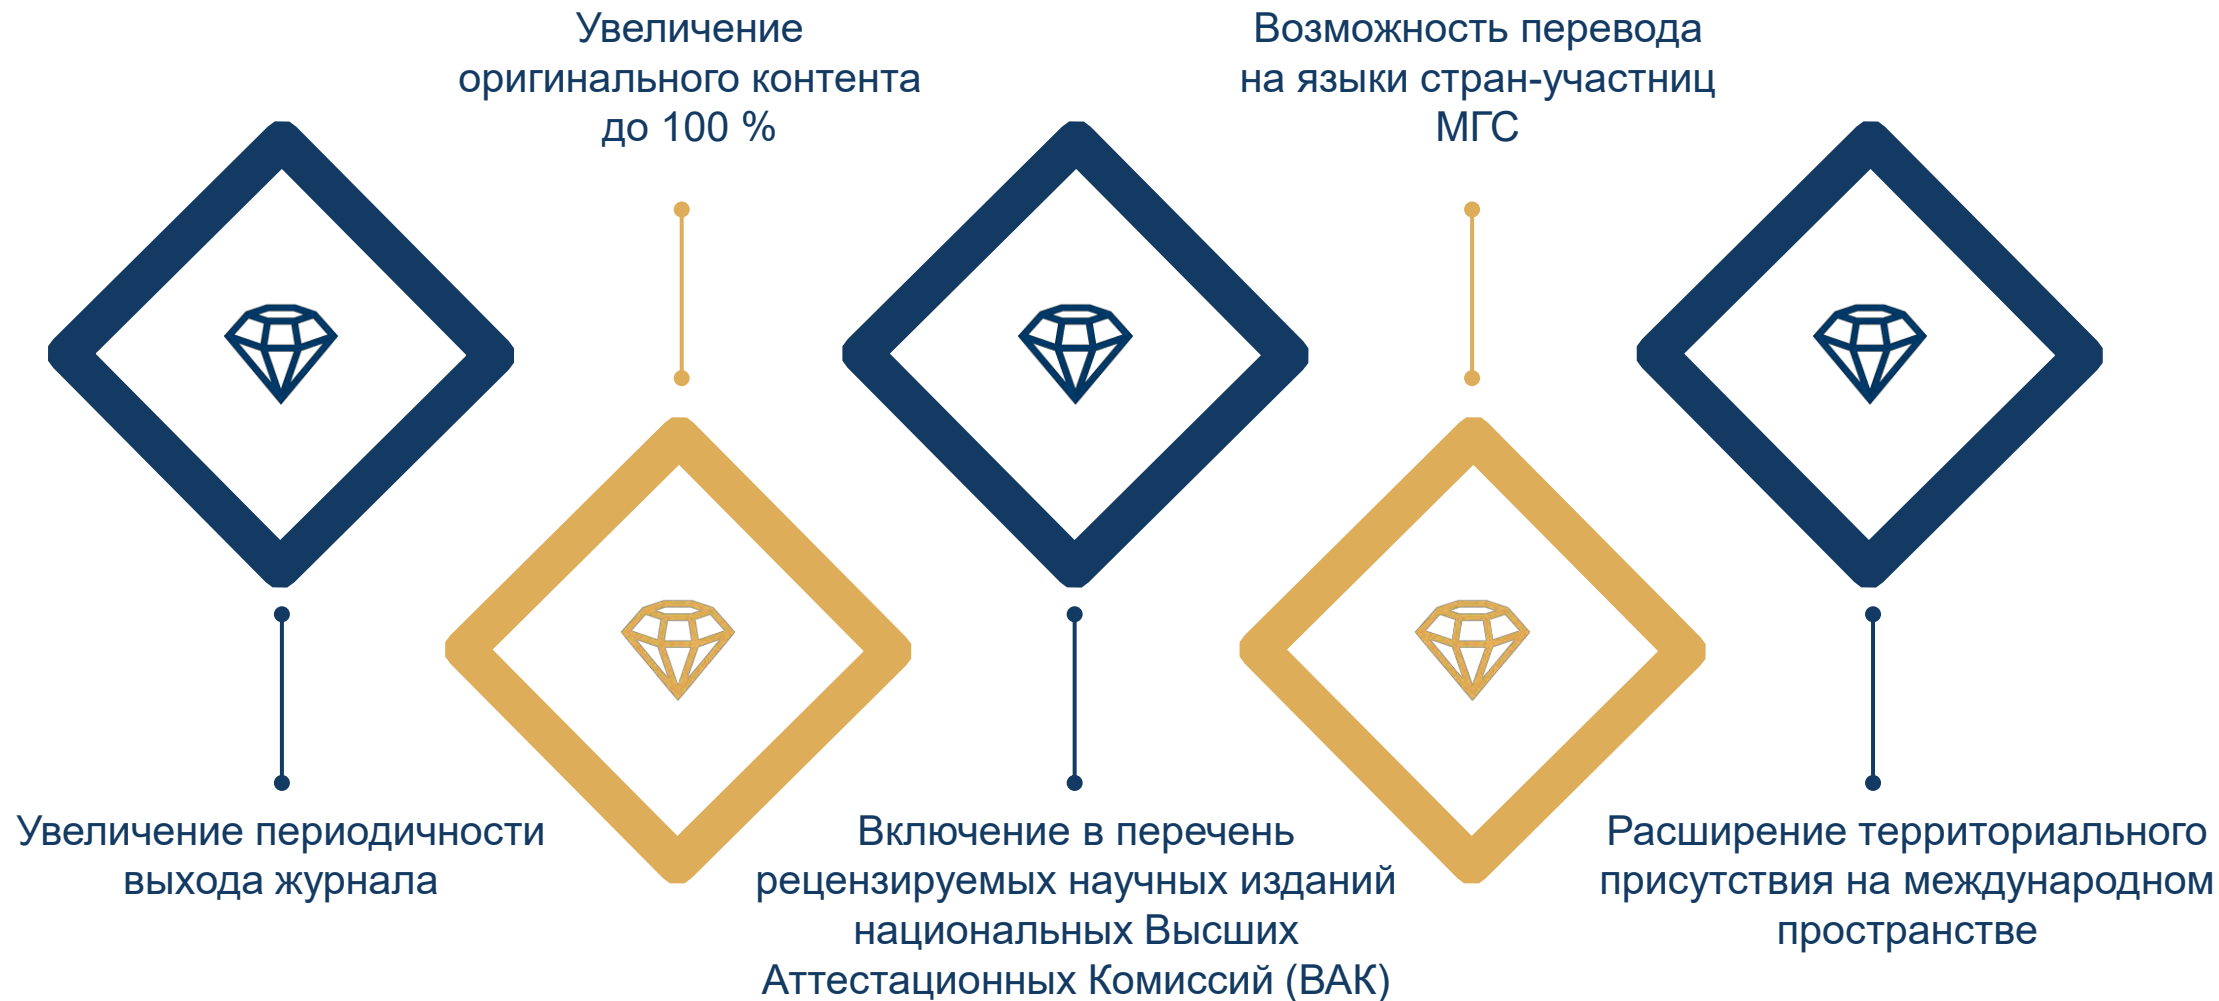 Увеличение
оригинального контента
до 100 %
Возможность перевода
на языки стран-участниц
МГС
Увеличение периодичности
выхода журнала
Включение в перечень
рецензируемых научных изданий
национальных Высших
Аттестационных Комиссий (ВАК)
Расширение территориального
присутствия на международном
пространстве